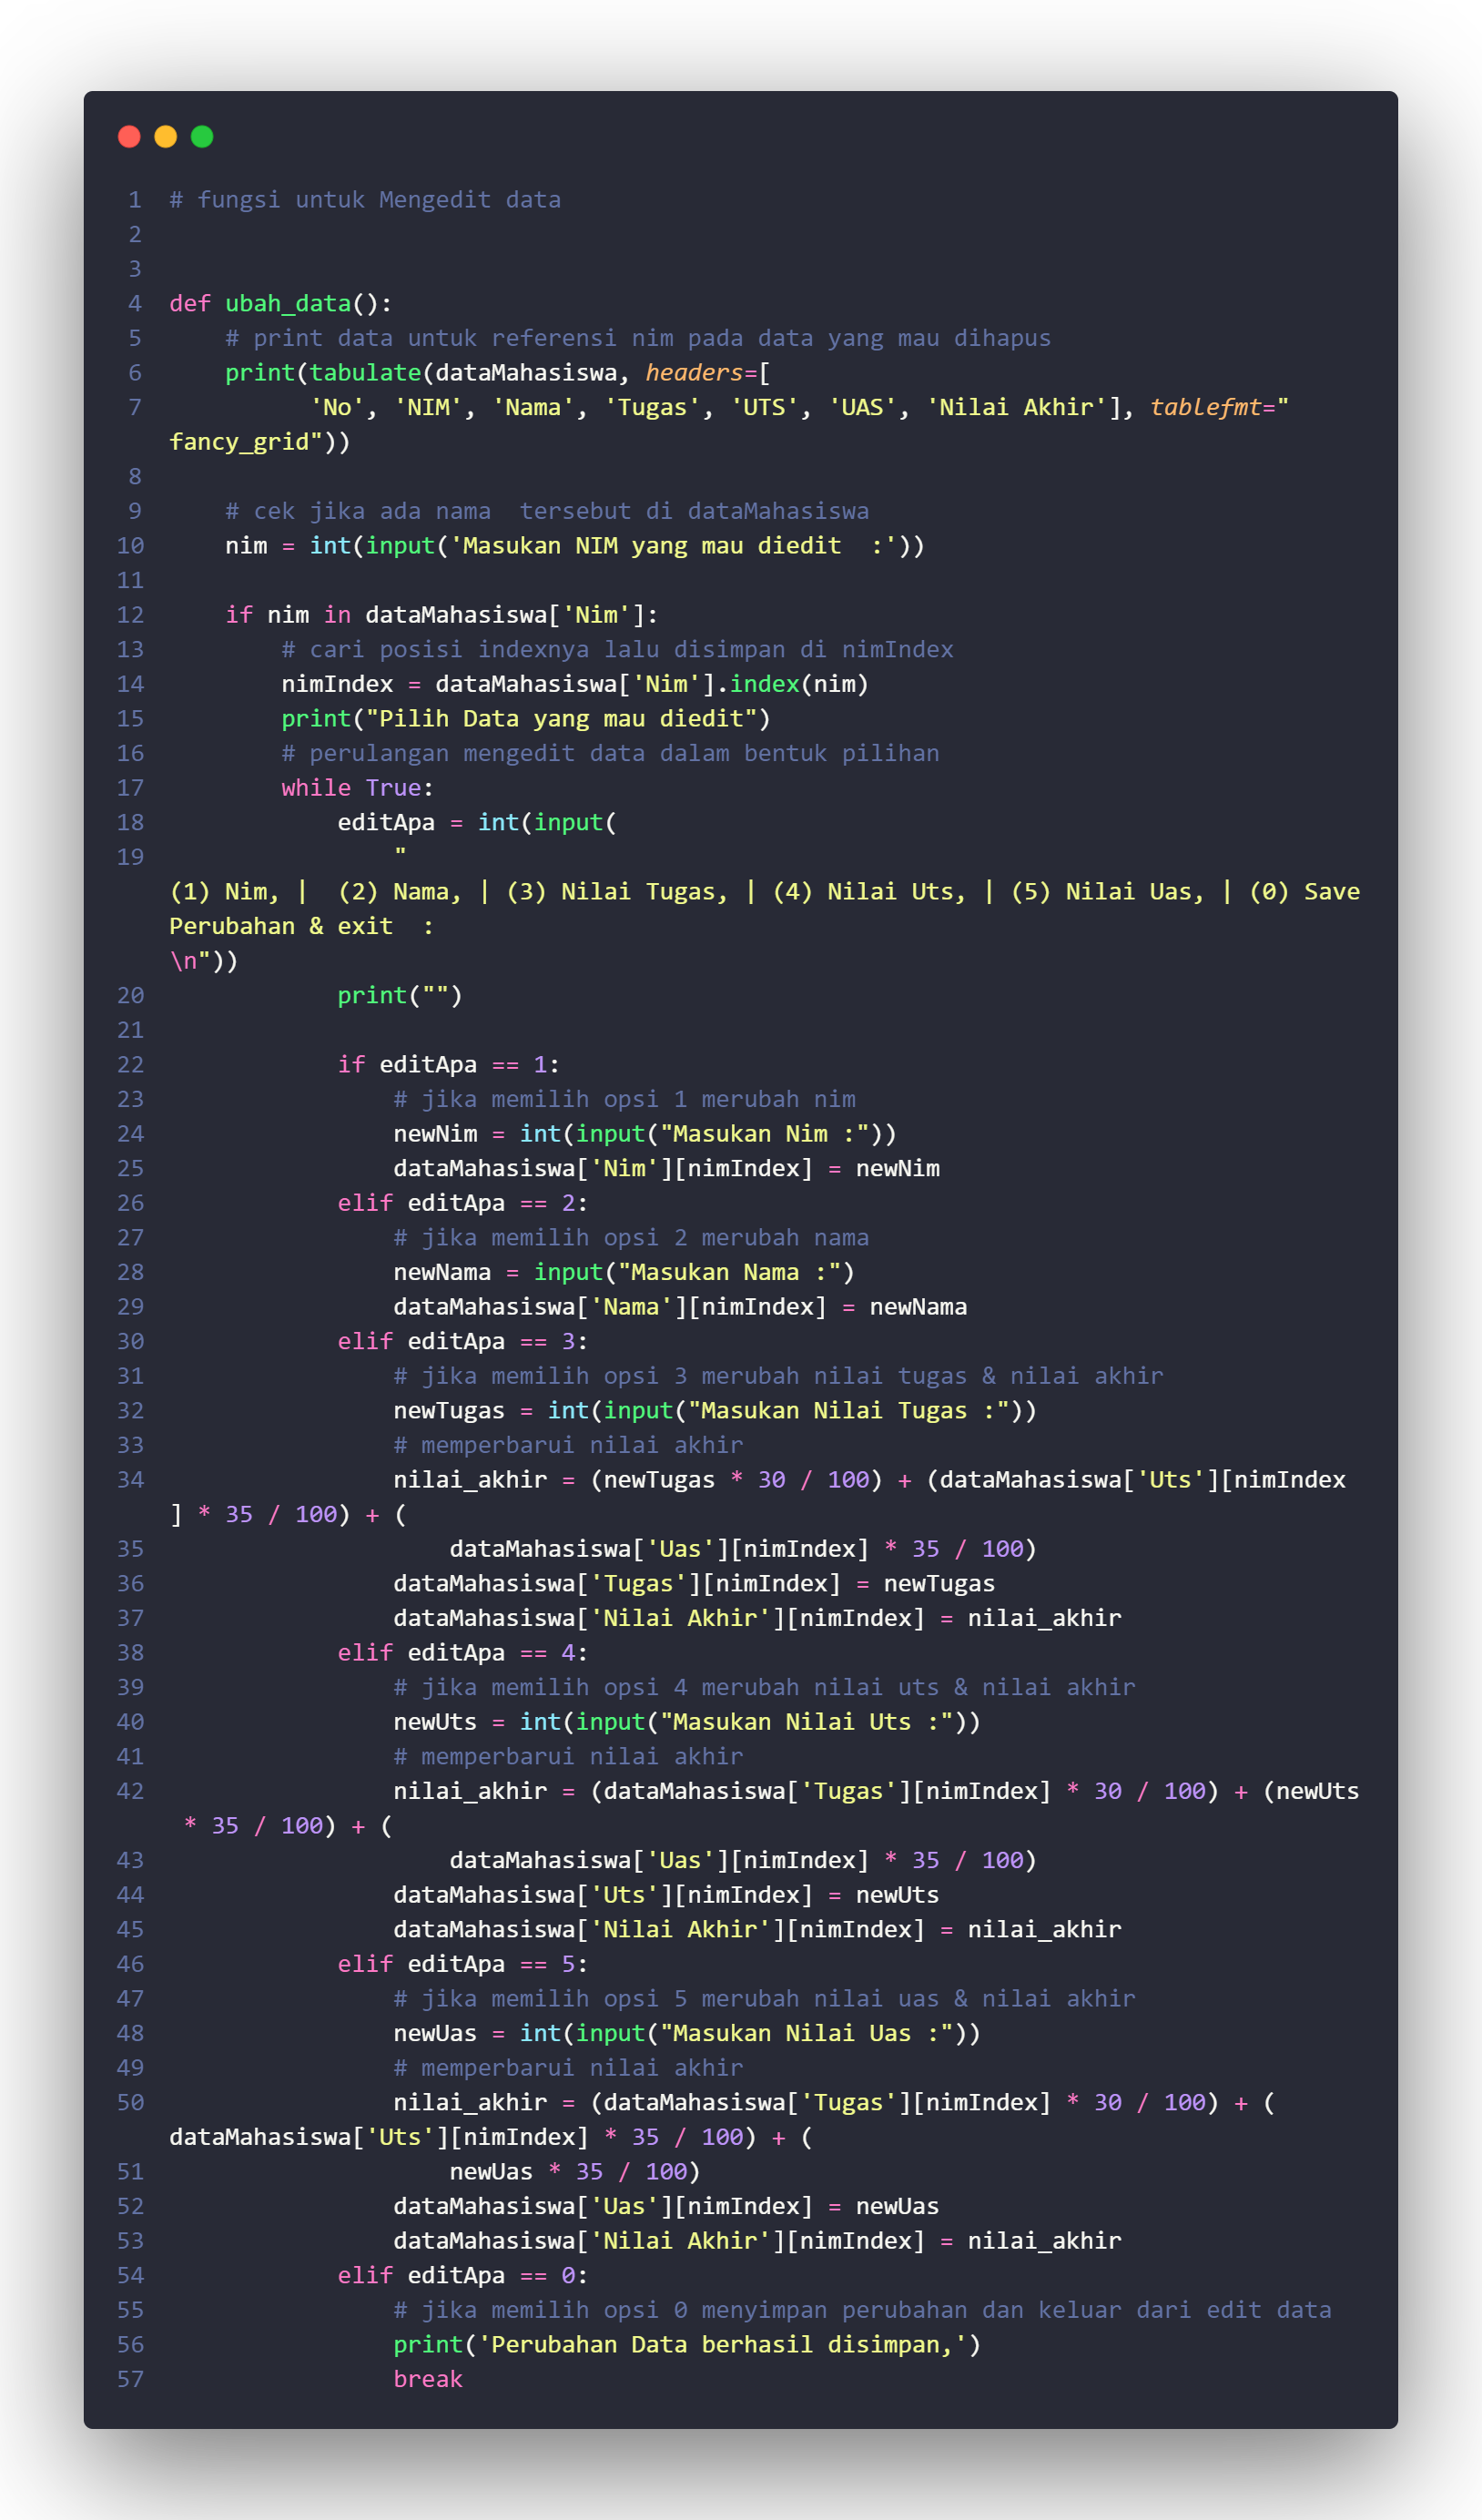 1 # fungsi untuk Mengedit data
2
3
4 def ubah_data():
5     # print data untuk referensi nim pada data yang mau dihapus
6     print(tabulate(dataMahasiswa, headers=[
7           'No', 'NIM', 'Nama', 'Tugas', 'UTS', 'UAS', 'Nilai Akhir'], tablefmt="
fancy_grid"))
8
9     # cek jika ada nama  tersebut di dataMahasiswa
10     nim = int(input('Masukan NIM yang mau diedit  :'))
11
12     if nim in dataMahasiswa['Nim']:
13         # cari posisi indexnya lalu disimpan di nimIndex
14         nimIndex = dataMahasiswa['Nim'].index(nim)
15         print("Pilih Data yang mau diedit")
16         # perulangan mengedit data dalam bentuk pilihan
17         while True:
18             editApa = int(input(
19                 "
(1) Nim, |  (2) Nama, | (3) Nilai Tugas, | (4) Nilai Uts, | (5) Nilai Uas, | (0) Save
Perubahan & exit  :
\n"))
20             print("")
21
22             if editApa == 1:
23                 # jika memilih opsi 1 merubah nim
24                 newNim = int(input("Masukan Nim :"))
25                 dataMahasiswa['Nim'][nimIndex] = newNim
26             elif editApa == 2:
27                 # jika memilih opsi 2 merubah nama
28                 newNama = input("Masukan Nama :")
29                 dataMahasiswa['Nama'][nimIndex] = newNama
30             elif editApa == 3:
31                 # jika memilih opsi 3 merubah nilai tugas & nilai akhir
32                 newTugas = int(input("Masukan Nilai Tugas :"))
33                 # memperbarui nilai akhir
34                 nilai_akhir = (newTugas * 30 / 100) + (dataMahasiswa['Uts'][nimIndex
] * 35 / 100) + (
35                     dataMahasiswa['Uas'][nimIndex] * 35 / 100)
36                 dataMahasiswa['Tugas'][nimIndex] = newTugas
37                 dataMahasiswa['Nilai Akhir'][nimIndex] = nilai_akhir
38             elif editApa == 4:
39                 # jika memilih opsi 4 merubah nilai uts & nilai akhir
40                 newUts = int(input("Masukan Nilai Uts :"))
41                 # memperbarui nilai akhir
42                 nilai_akhir = (dataMahasiswa['Tugas'][nimIndex] * 30 / 100) + (newUts
 * 35 / 100) + (
43                     dataMahasiswa['Uas'][nimIndex] * 35 / 100)
44                 dataMahasiswa['Uts'][nimIndex] = newUts
45                 dataMahasiswa['Nilai Akhir'][nimIndex] = nilai_akhir
46             elif editApa == 5:
47                 # jika memilih opsi 5 merubah nilai uas & nilai akhir
48                 newUas = int(input("Masukan Nilai Uas :"))
49                 # memperbarui nilai akhir
50                 nilai_akhir = (dataMahasiswa['Tugas'][nimIndex] * 30 / 100) + (
dataMahasiswa['Uts'][nimIndex] * 35 / 100) + (
51                     newUas * 35 / 100)
52                 dataMahasiswa['Uas'][nimIndex] = newUas
53                 dataMahasiswa['Nilai Akhir'][nimIndex] = nilai_akhir
54             elif editApa == 0:
55                 # jika memilih opsi 0 menyimpan perubahan dan keluar dari edit data
56                 print('Perubahan Data berhasil disimpan,')
57                 break